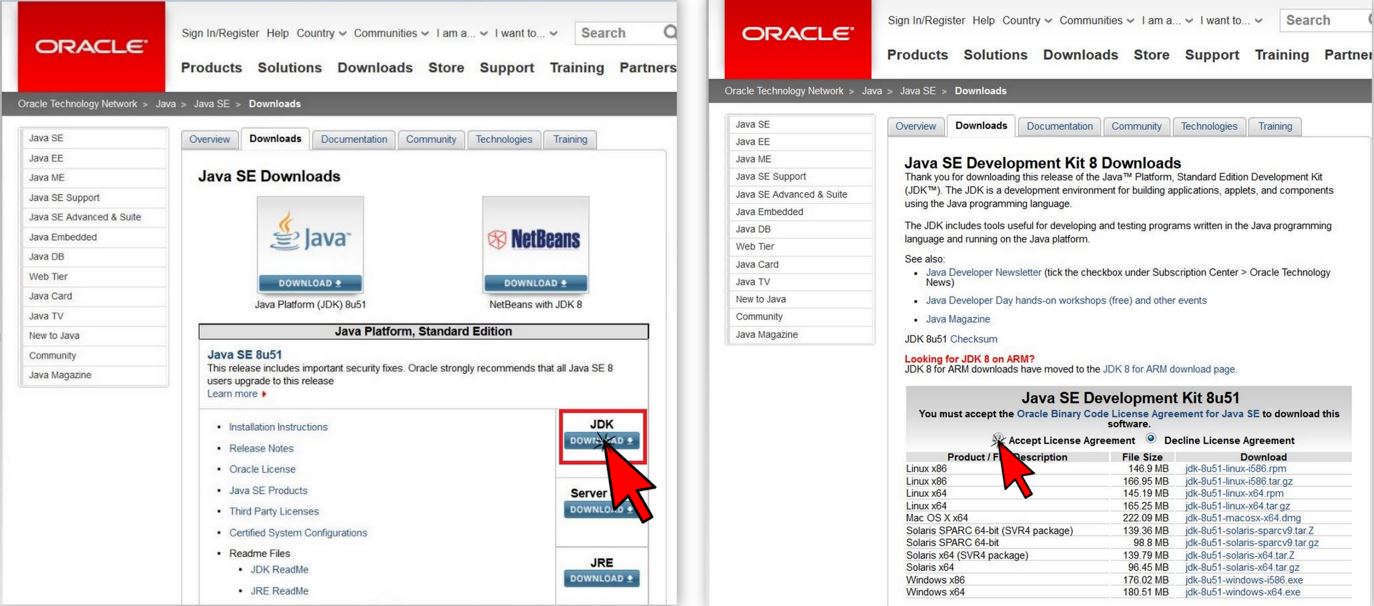 ORACLE
Sign In/Register Help Country Communities I am a... I want to... Search
Products Solutions Downloads Store Support Training Partners
Oracle Technology Network > Java > Java SE > Downloads
Java SE
Java EE
Java ME
Java SE Support
Java SE Advanced & Suite
Java Embedded
Java DB
Web Tier
Java Card
Java TV
New to Java
Community
Java Magazine
Overview Downloads Documentation Community Technologies Training
Java SE Downloads
Java™
NetBeans
DOWNLOAD
DOWNLOAD
Java Platform (JDK) 8u51
NetBeans with JDK 8
Java Platform, Standard Edition
Java SE 8u51
This release includes important security fixes. Oracle strongly recommends that all Java SE 8
users upgrade to this release
Learn more
Installation Instructions
Release Notes
Oracle License
Java SE Products
Third Party Licenses
Certified System Configurations
Readme Files
JDK ReadMe
JRE ReadMe
JDK
DOWNLOAD
Server
DOWNLOAD
JRE
DOWNLOAD
ORACLE
Sign In/Register Help Country Communities I am a... I want to... Search
Products Solutions Downloads Store Support Training
Oracle Technology Network > Java > Java SE > Downloads
Java SE
Java EE
Java ME
Java SE Support
Java SE Advanced & Suite
Java Embedded
Java DB
Web Tier
Java Card
Java TV
New to Java
Community
Java Magazine
Overview Downloads Documentation Community Technologies Training
Java SE Development Kit 8 Downloads
Thank you for downloading this release of the Java™ Platform, Standard Edition Development Kit
(JDK™). The JDK is a development environment for building applications, applets, and components
using the Java programming language.
The JDK includes tools useful for developing and testing programs written in the Java programming
language and running on the Java platform.
See also:
Java Developer Newsletter (tick the checkbox under Subscription Center > Oracle Technology
News)
Java Developer Day hands-on workshops (free) and other events
Java Magazine
JDK 8u51 Checksum
Looking for JDK 8 on ARM?
JDK 8 for ARM downloads have moved to the JDK 8 for ARM download page.
Java SE Development Kit 8u51
You must accept the Oracle Binary Code License Agreement for Java SE to download this
software.
Accept License Agreement Decline License Agreement
Product / Description File Size Download
Linux x86 146.9 MB jdk-8u51-linux-i586.rpm
Linux x86 166.95 MB jdk-8u51-linux-i586.tar.gz
Linux x64 145.19 MB jdk-8u51-linux-x64.rpm
Linux x64 165.25 MB jdk-8u51-linux-x64.tar.gz
Mac OS X x64 222.09 MB jdk-8u51-macosx-x64.dmg
Solaris SPARC 64-bit (SVR4 package) 139.36 MB jdk-8u51-solaris-sparcv9.tar.Z
Solaris SPARC 64-bit 98.8 MB jdk-8u51-solaris-sparcv9.tar.gz
Solaris x64 (SVR4 package) 139.79 MB jdk-8u51-solaris-x64.tar.Z
Solaris x64 96.45 MB jdk-8u51-solaris-x64.tar.gz
Windows x86 176.02 MB jdk-8u51-windows-i586.exe
Windows x64 180.51 MB jdk-8u51-windows-x64.exe